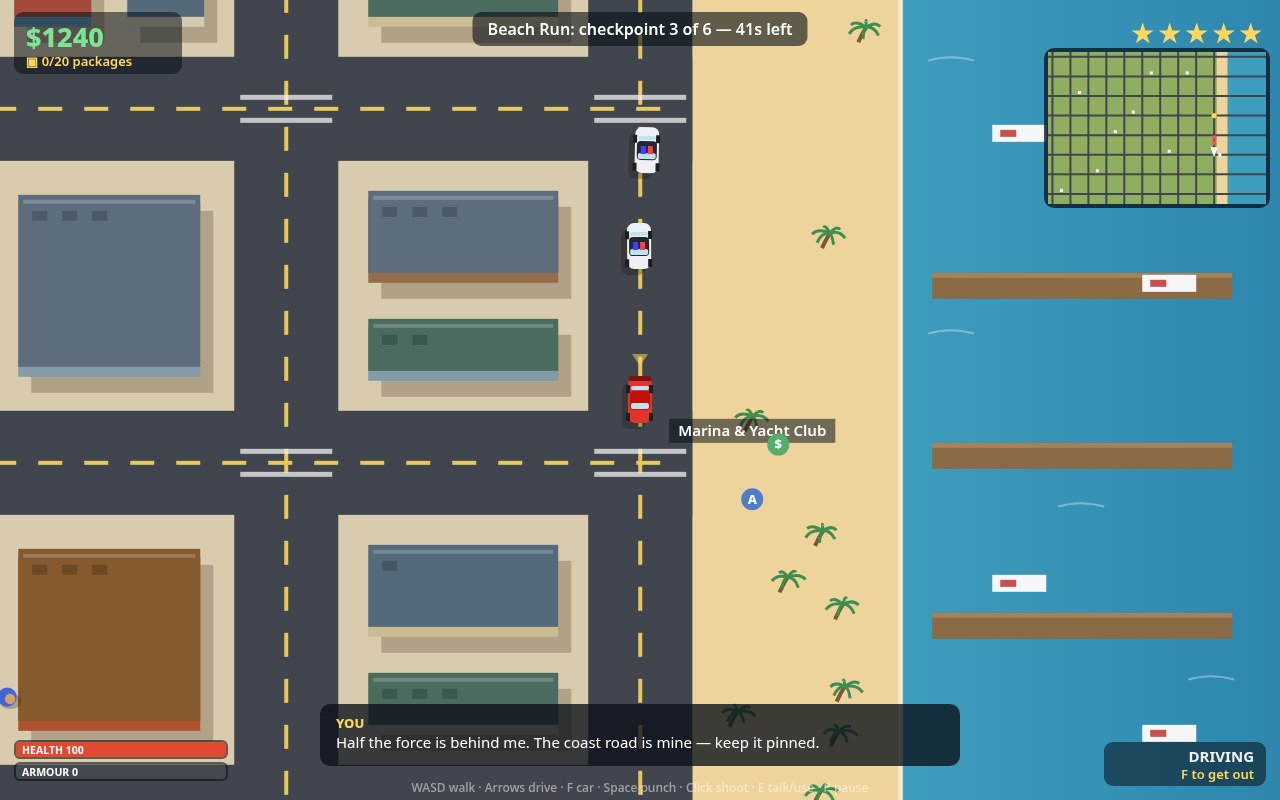 $1240
▣ 0/20 packages
Beach Run: checkpoint 3 of 6 — 41s left
★★★★★
Marina & Yacht Club
$
A
YOU
Half the force is behind me. The coast road is mine — keep it pinned.
HEALTH 100
ARMOUR 0
DRIVING
F to get out
WASD walk · Arrows drive · F car · Space punch · Click shoot · E talk/use · P pause